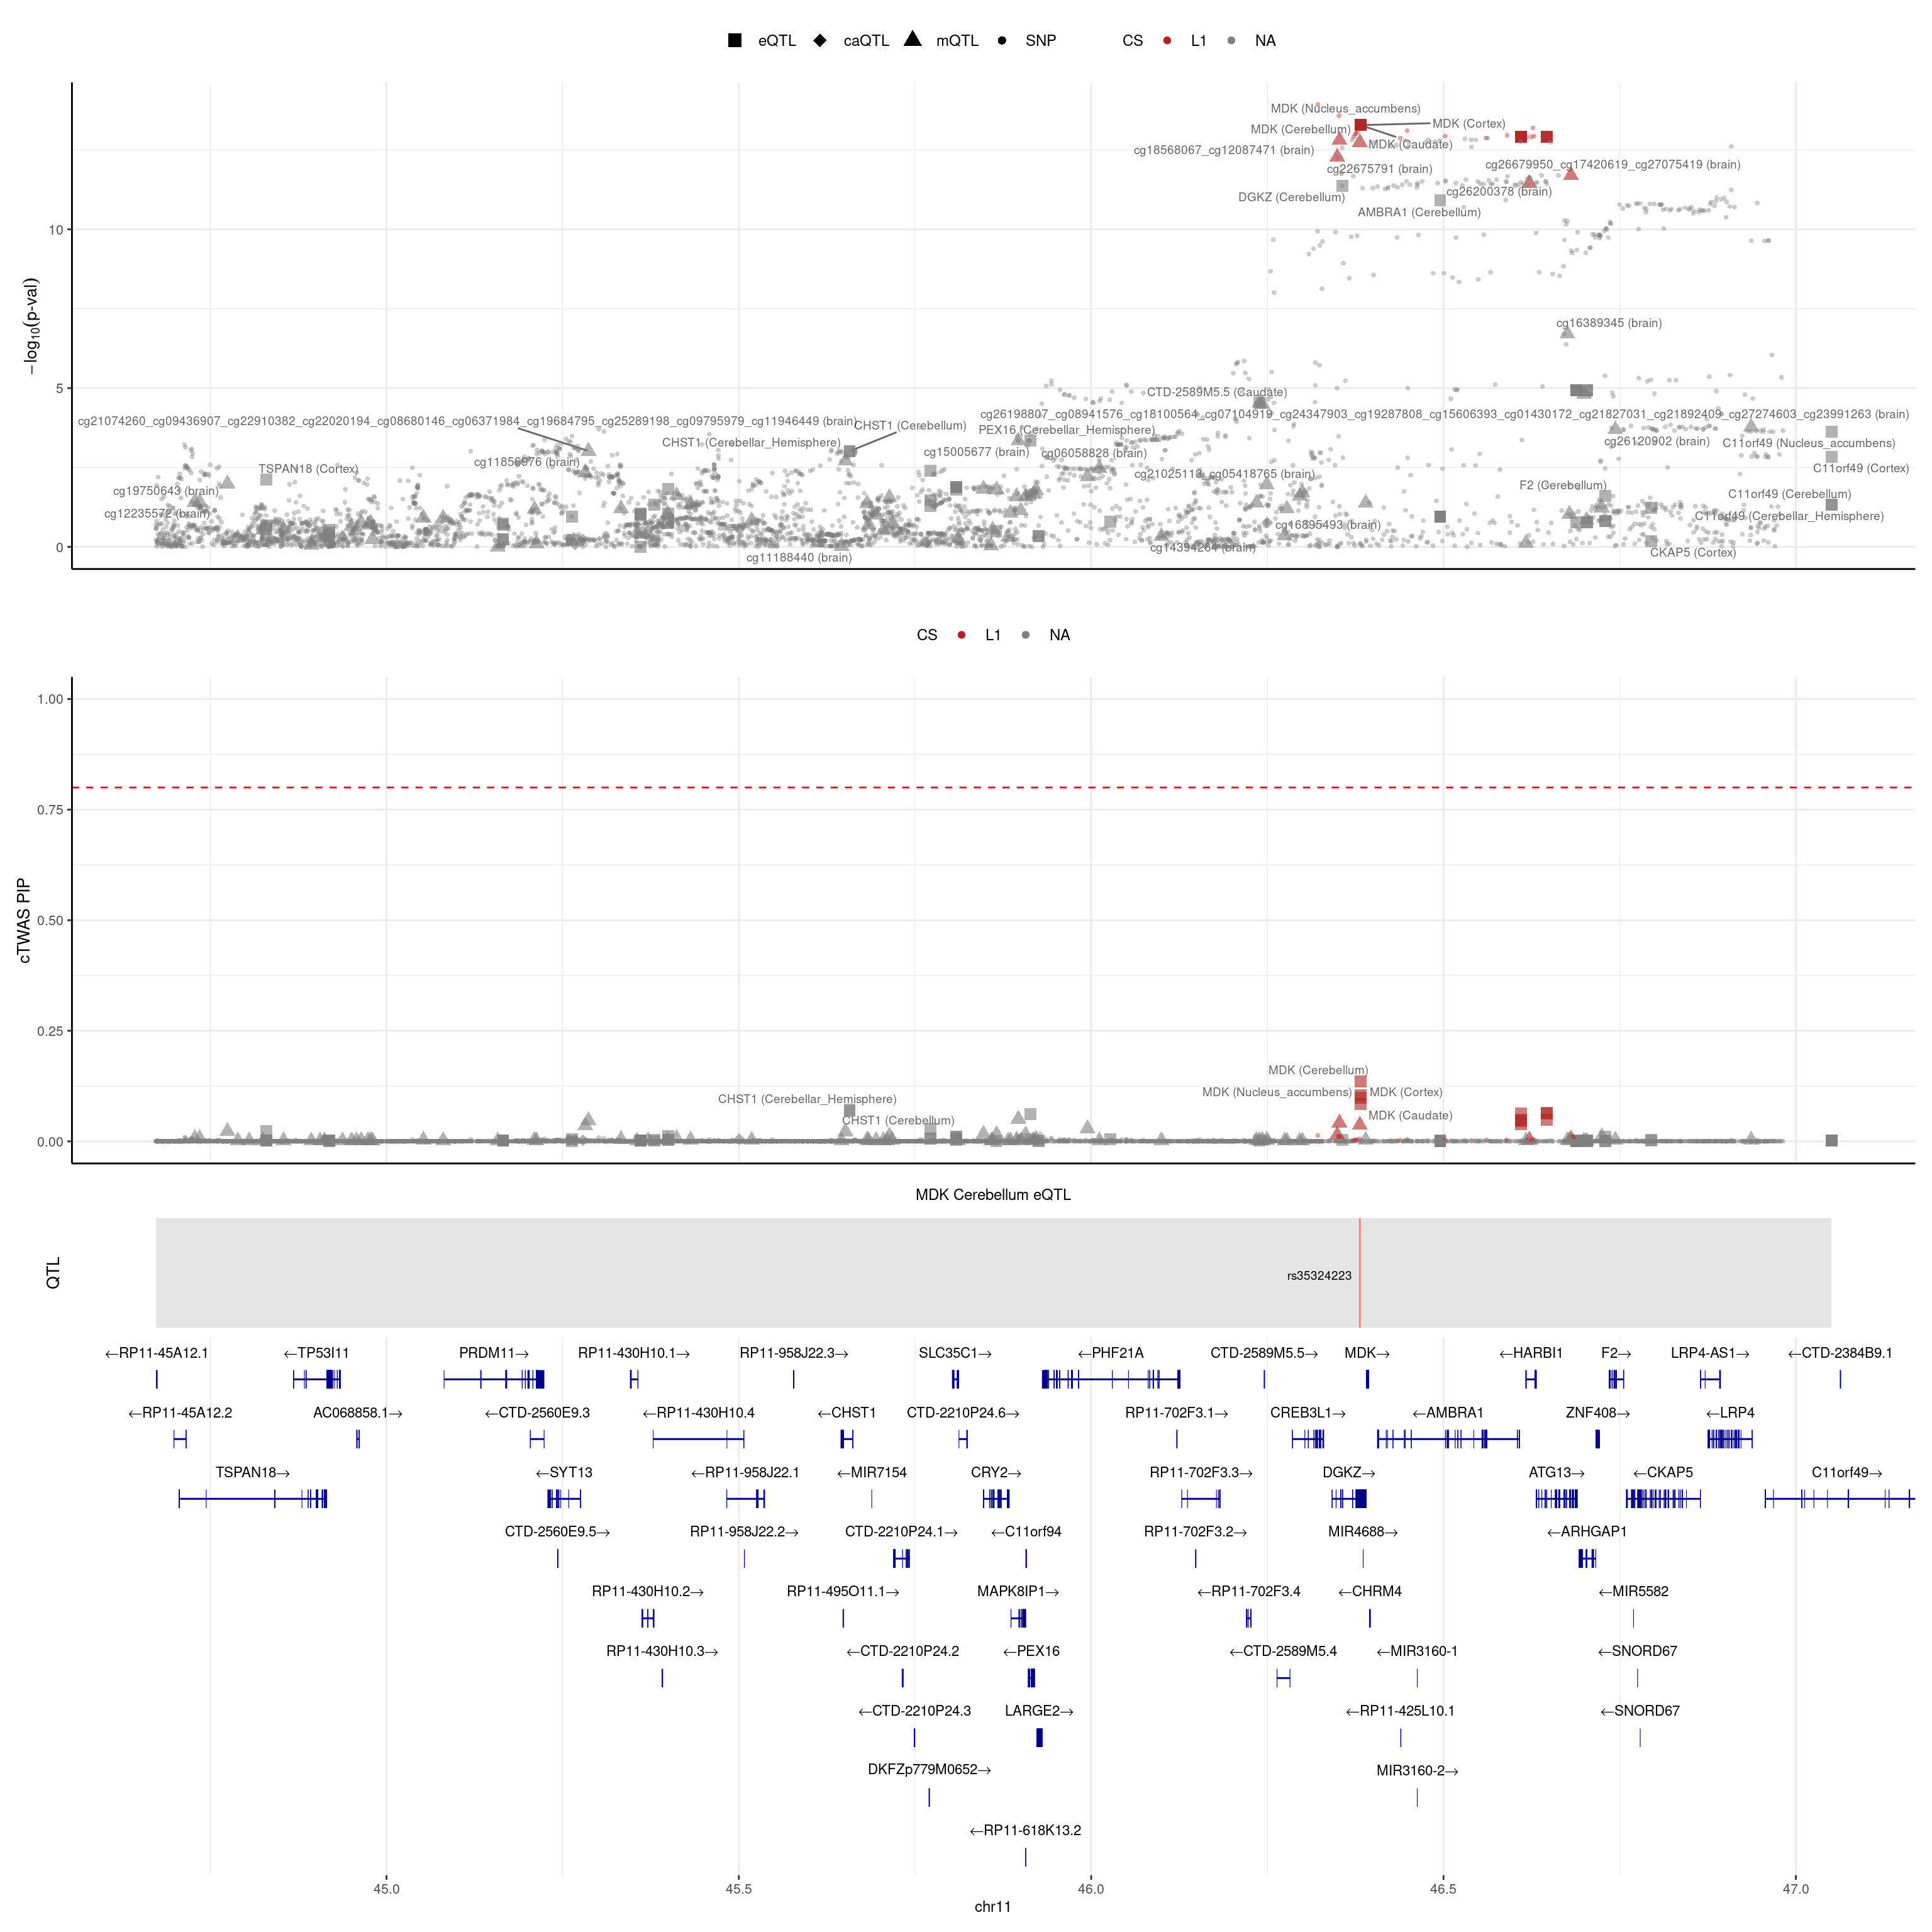 eQTL caQTL mQTL SNP CS L1 NA
MDK (Nucleus_accumbens)
MDK (Cortex)
MDK (Cerebellum)
MDK (Caudate)
cg18568067_cg12087471 (brain)
cg26679950_cg17420619_cg27075419 (brain)
cg22675791 (brain)
cg26200378 (brain)
DGKZ (Cerebellum)
AMBRA1 (Cerebellum)
10
−log10(p-val)
cg16389345 (brain)
5
CTD-2589M5.5 (Caudate)
cg26198807_cg08941576_cg18100564_cg07104919_cg24347903_cg19287808_cg15606393_cg01430172_cg21827031_cg21892409_cg27274603_cg23991263 (brain)
cg21074260_cg09436907_cg22910382_cg22020194_cg08680146_cg06371984_cg19684795_cg25289198_cg09795979_cg11946449 (brain)
CHST1 (Cerebellum)
PEX16 (Cerebellar_Hemisphere)
CHST1 (Cerebellar_Hemisphere)
cg26120902 (brain)
C11orf49 (Nucleus_accumbens)
cg15005677 (brain)
cg06058828 (brain)
cg11856976 (brain)
TSPAN18 (Cortex)
C11orf49 (Cortex)
cg21025113_cg05418765 (brain)
F2 (Cerebellum)
cg19750643 (brain)
C11orf49 (Cerebellum)
cg12235572 (brain)
C11orf49 (Cerebellar_Hemisphere)
cg16895493 (brain)
0
cg14394264 (brain)
CKAP5 (Cortex)
cg11188440 (brain)
CS L1 NA
1.00
0.75
0.50
cTWAS PIP
0.25
MDK (Cerebellum)
MDK (Nucleus_accumbens)
MDK (Cortex)
CHST1 (Cerebellar_Hemisphere)
MDK (Caudate)
CHST1 (Cerebellum)
0.00
MDK Cerebellum eQTL
QTL
rs35324223
←RP11-45A12.1 ←TP53I11 PRDM11→ RP11-430H10.1→ RP11-958J22.3→ SLC35C1→ ←PHF21A CTD-2589M5.5→ MDK→ ←HARBI1 F2→ LRP4-AS1→ ←CTD-2384B9.1
←RP11-45A12.2 AC068858.1→ ←CTD-2560E9.3 ←RP11-430H10.4 ←CHST1 CTD-2210P24.6→ RP11-702F3.1→ CREB3L1→ ←AMBRA1 ZNF408→ ←LRP4
TSPAN18→ ←SYT13 ←RP11-958J22.1 ←MIR7154 CRY2→ RP11-702F3.3→ DGKZ→ ATG13→ ←CKAP5 C11orf49→
CTD-2560E9.5→ RP11-958J22.2→ CTD-2210P24.1→ ←C11orf94 RP11-702F3.2→ MIR4688→ ←ARHGAP1
RP11-430H10.2→ RP11-495O11.1→ MAPK8IP1→ ←RP11-702F3.4 ←CHRM4 ←MIR5582
RP11-430H10.3→ ←CTD-2210P24.2 ←PEX16 ←CTD-2589M5.4 ←MIR3160-1 ←SNORD67
←CTD-2210P24.3 LARGE2→ ←RP11-425L10.1 ←SNORD67
DKFZp779M0652→ MIR3160-2→
←RP11-618K13.2
45.0 45.5 46.0 46.5 47.0
chr11